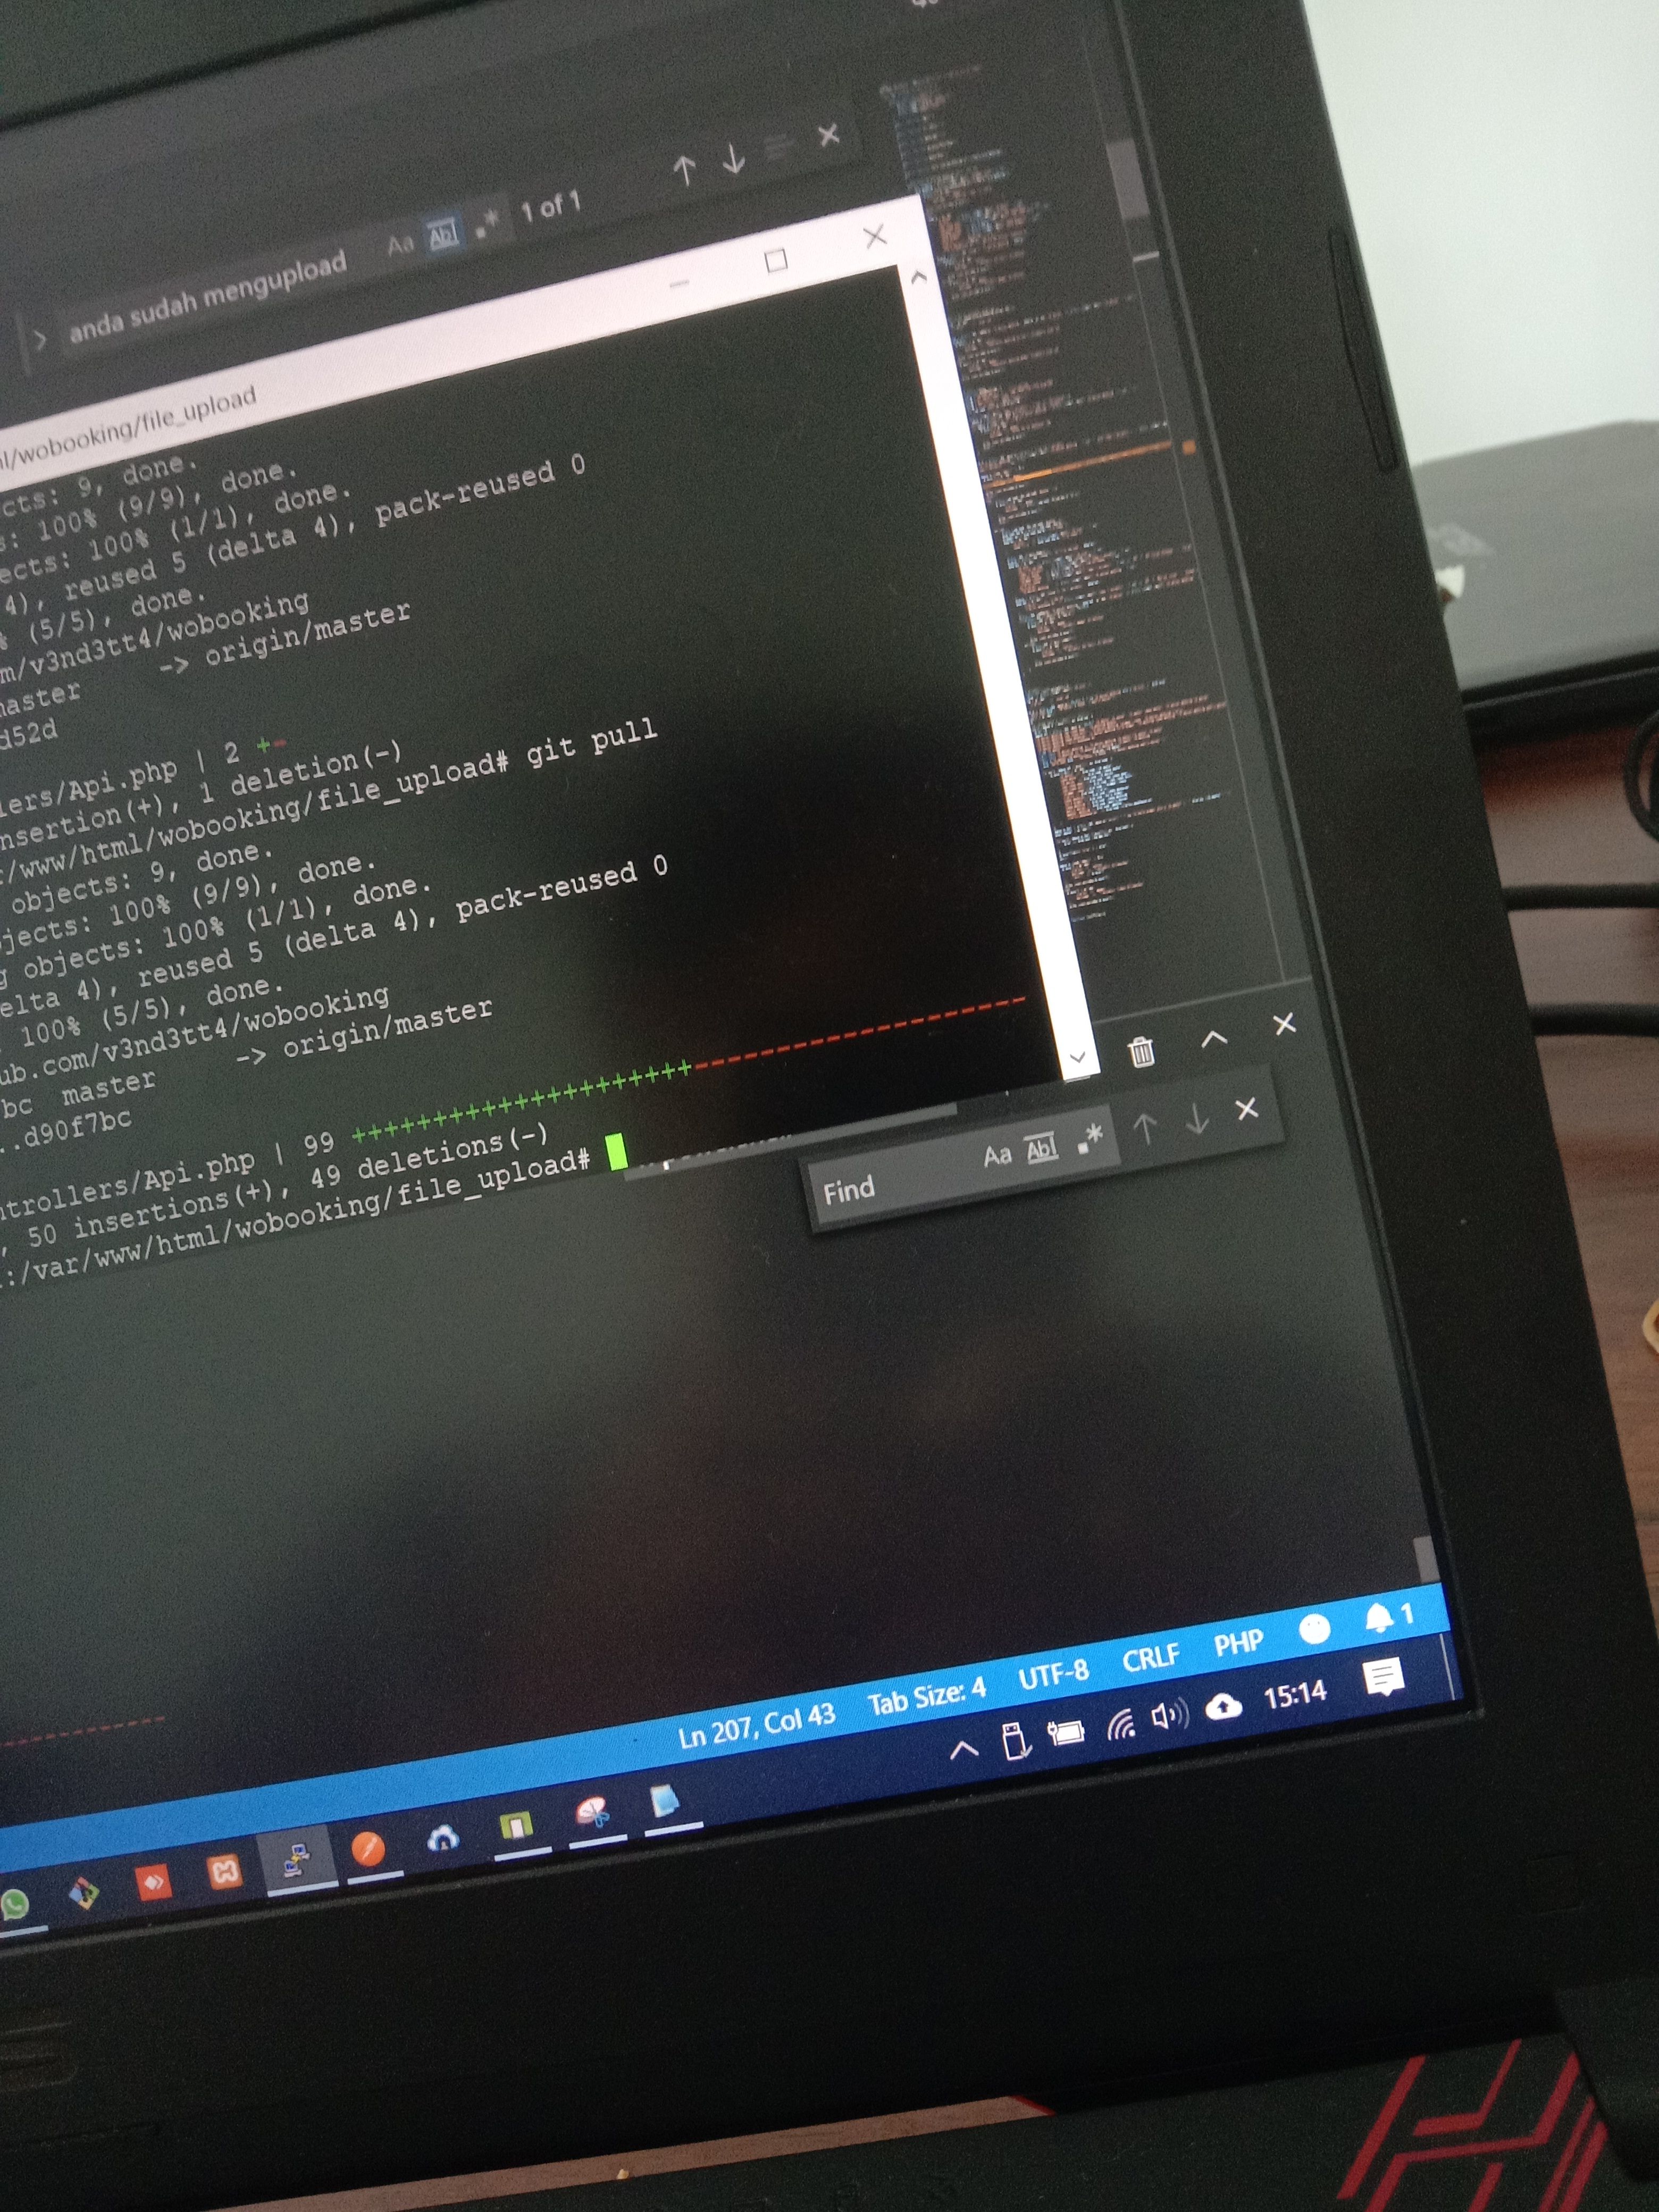 anda sudah mengupload Aa Abl .* 1 of 1
/wobooking/file_upload
cts: 9, done.
s: 100% (9/9), done.
ects: 100% (1/1), done.
4), reused 5 (delta 4), pack-reused 0
% (5/5), done.
m/v3nd3tt4/wobooking
master -> origin/master
d52d
lers/Api.php | 2 +-
nsertion(+), 1 deletion(-)
:/www/html/wobooking/file_upload# git pull
objects: 9, done.
jects: 100% (9/9), done.
g objects: 100% (1/1), done.
elta 4), reused 5 (delta 4), pack-reused 0
100% (5/5), done.
ub.com/v3nd3tt4/wobooking
bc master -> origin/master
..d90f7bc
ntrollers/Api.php | 99 ++++++++++++++++++++-------------------
, 50 insertions(+), 49 deletions(-)
:/var/www/html/wobooking/file_upload#
Find Aa Abl .*
Ln 207, Col 43 Tab Size: 4 UTF-8 CRLF PHP 1
15:14